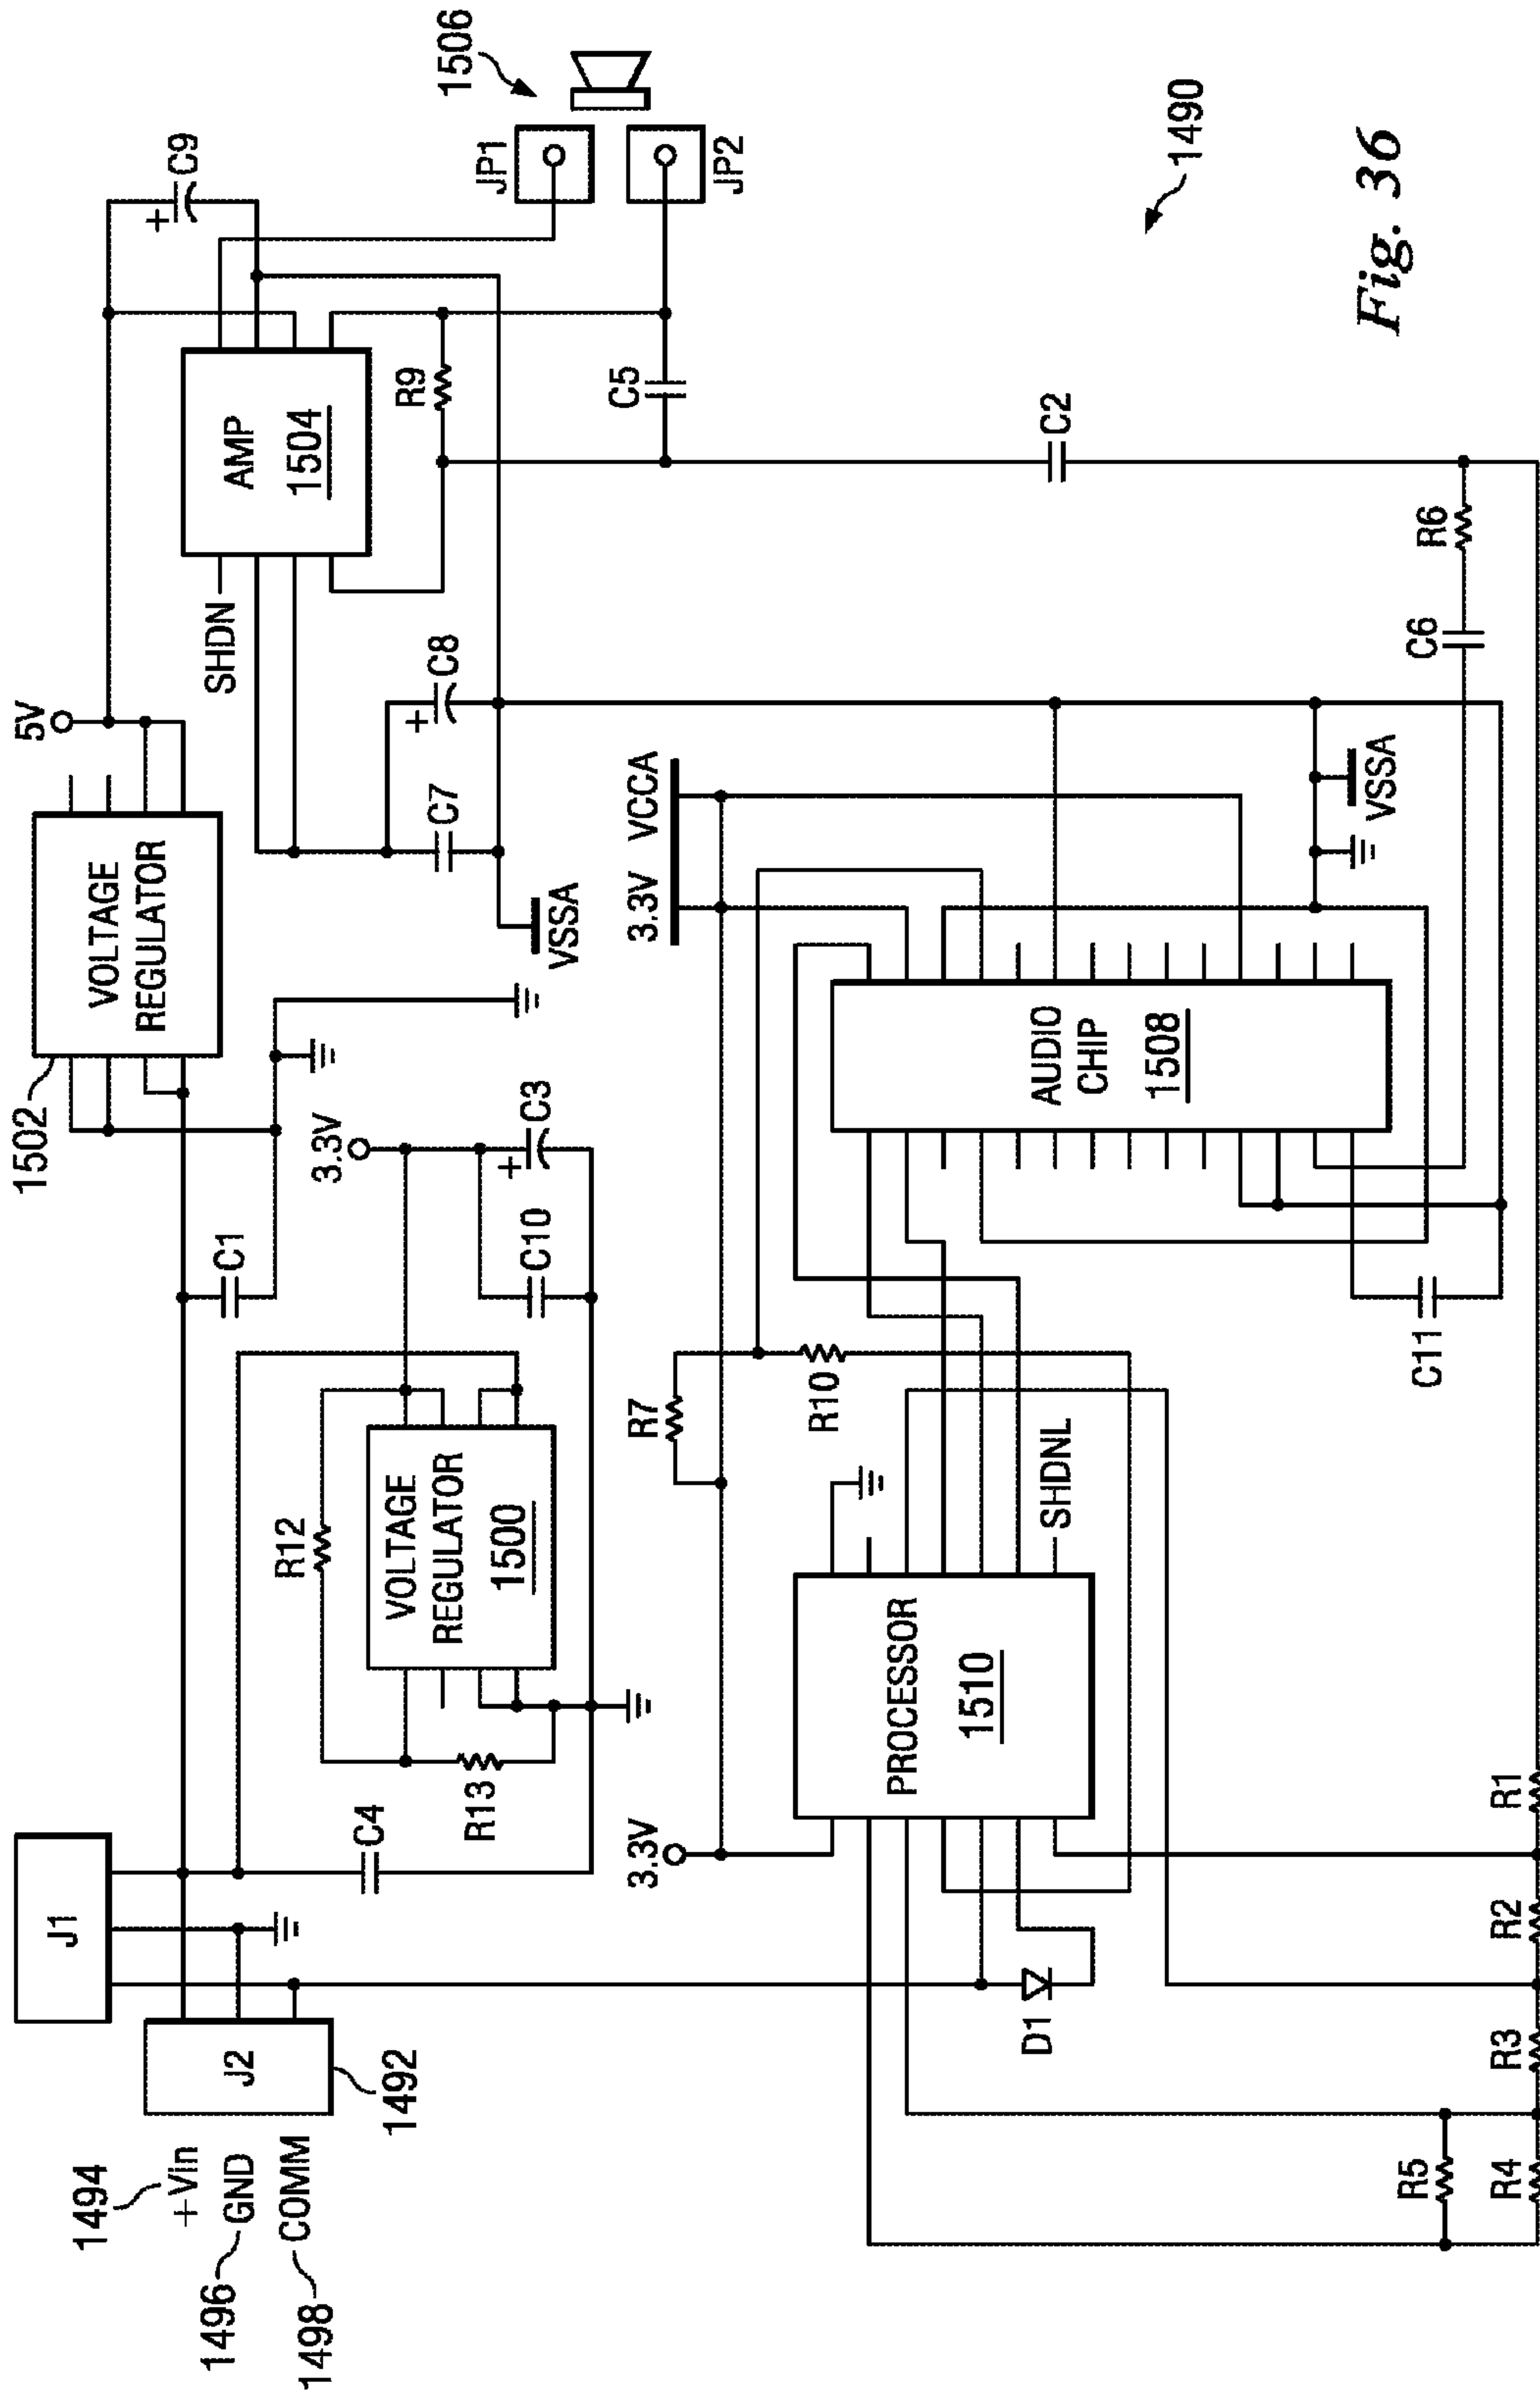 1494
+Vin
1496
GND
1498
COMM
J2
1492
J1
1502
VOLTAGE
REGULATOR
5V
C1
SHDN
AMP
1504
C9
1506
JP1
JP2
R9
C5
R12
VOLTAGE
REGULATOR
1500
3.3V
C3
C10
R13
C4
C7
C8
VSSA
3.3V
R7
R10
3.3V VCCA
PROCESSOR
1510
SHDNL
D1
AUDIO
CHIP
1508
VSSA
C2
C6
R6
C11
R5
R4
R3
R2
R1
1490
Fig. 36